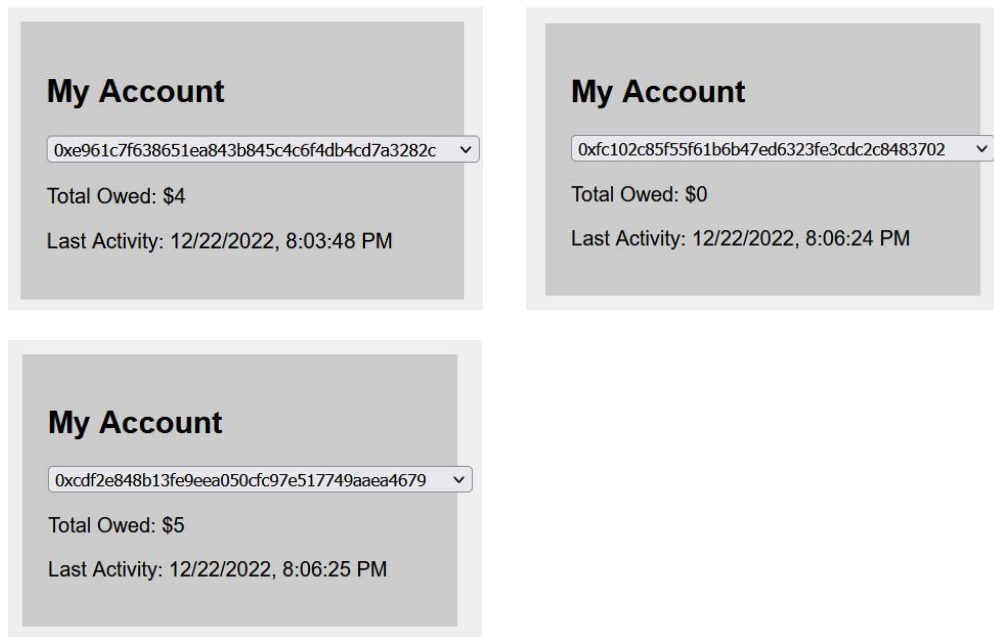 My Account
0xe961c7f638651ea843b845c4c6f4db4cd7a3282c
Total Owed: $4
Last Activity: 12/22/2022, 8:03:48 PM
My Account
0xfc102c85f55f61b6b47ed6323fe3cdc2c8483702
Total Owed: $0
Last Activity: 12/22/2022, 8:06:24 PM
My Account
0xcdf2e848b13fe9eea050cfc97e517749aaea4679
Total Owed: $5
Last Activity: 12/22/2022, 8:06:25 PM